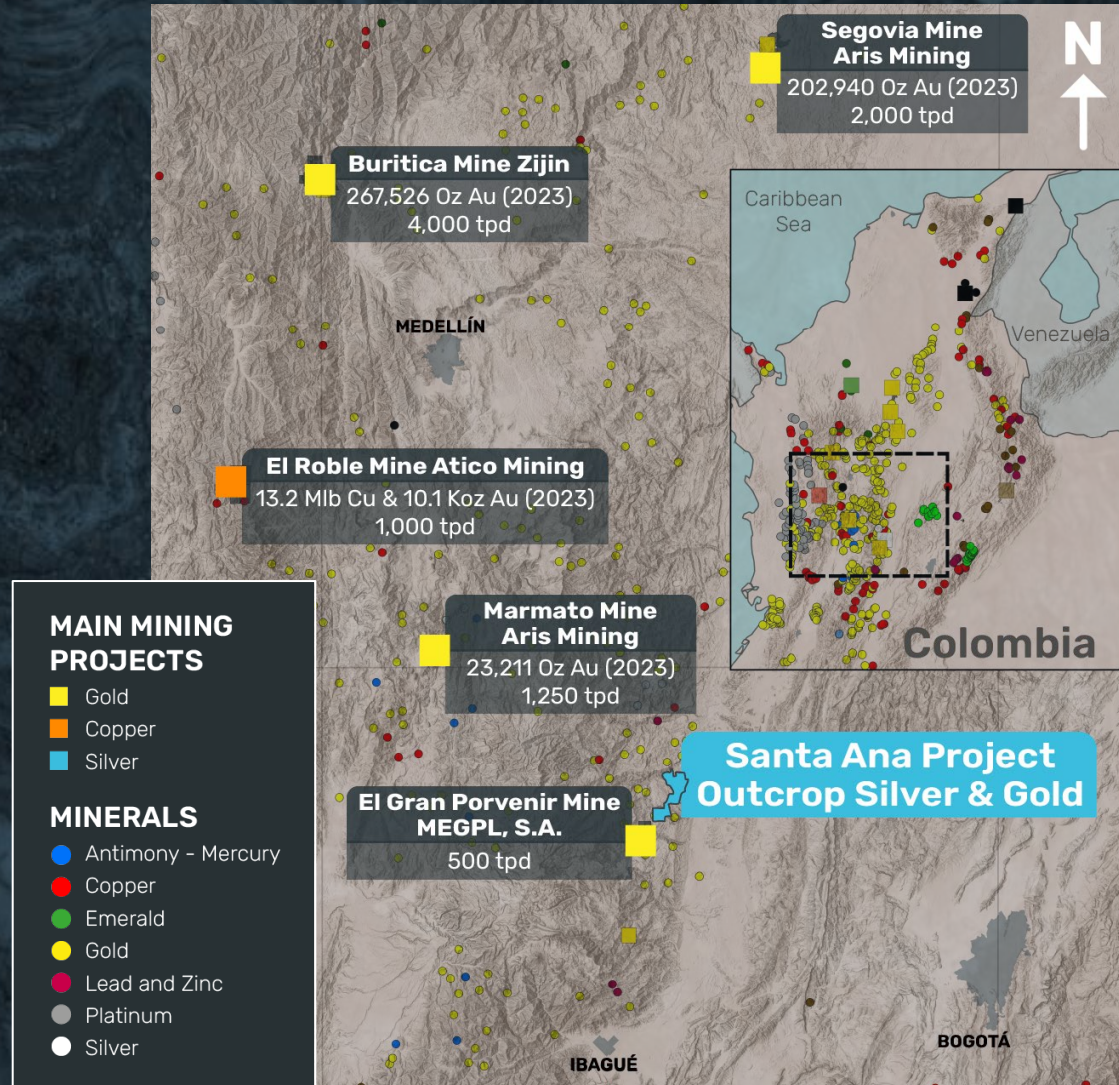 Segovia Mine
Aris Mining
202,940 Oz Au (2023)
2,000 tpd
N
Buritica Mine Zijin
267,526 Oz Au (2023)
4,000 tpd
Caribbean
Sea
Venezuela
Colombia
MEDELLÍN
El Roble Mine Atico Mining
13.2 Mlb Cu & 10.1 Koz Au (2023)
1,000 tpd
Marmato Mine
Aris Mining
23,211 Oz Au (2023)
1,250 tpd
Santa Ana Project
Outcrop Silver & Gold
El Gran Porvenir Mine
MEGPL, S.A.
500 tpd
BOGOTÁ
IBAGUÉ
MAIN MINING
PROJECTS
Gold
Copper
Silver
MINERALS
Antimony - Mercury
Copper
Emerald
Gold
Lead and Zinc
Platinum
Silver